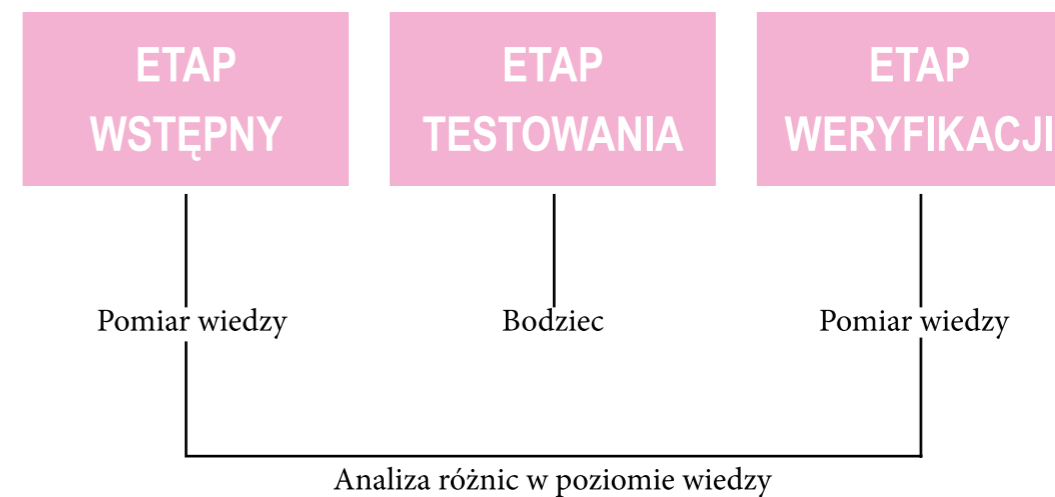 ETAP
WSTĘPNY
ETAP
TESTOWANIA
ETAP
WERYFIKACJI
Pomiar wiedzy
Bodziec
Pomiar wiedzy
Analiza różnic w poziomie wiedzy